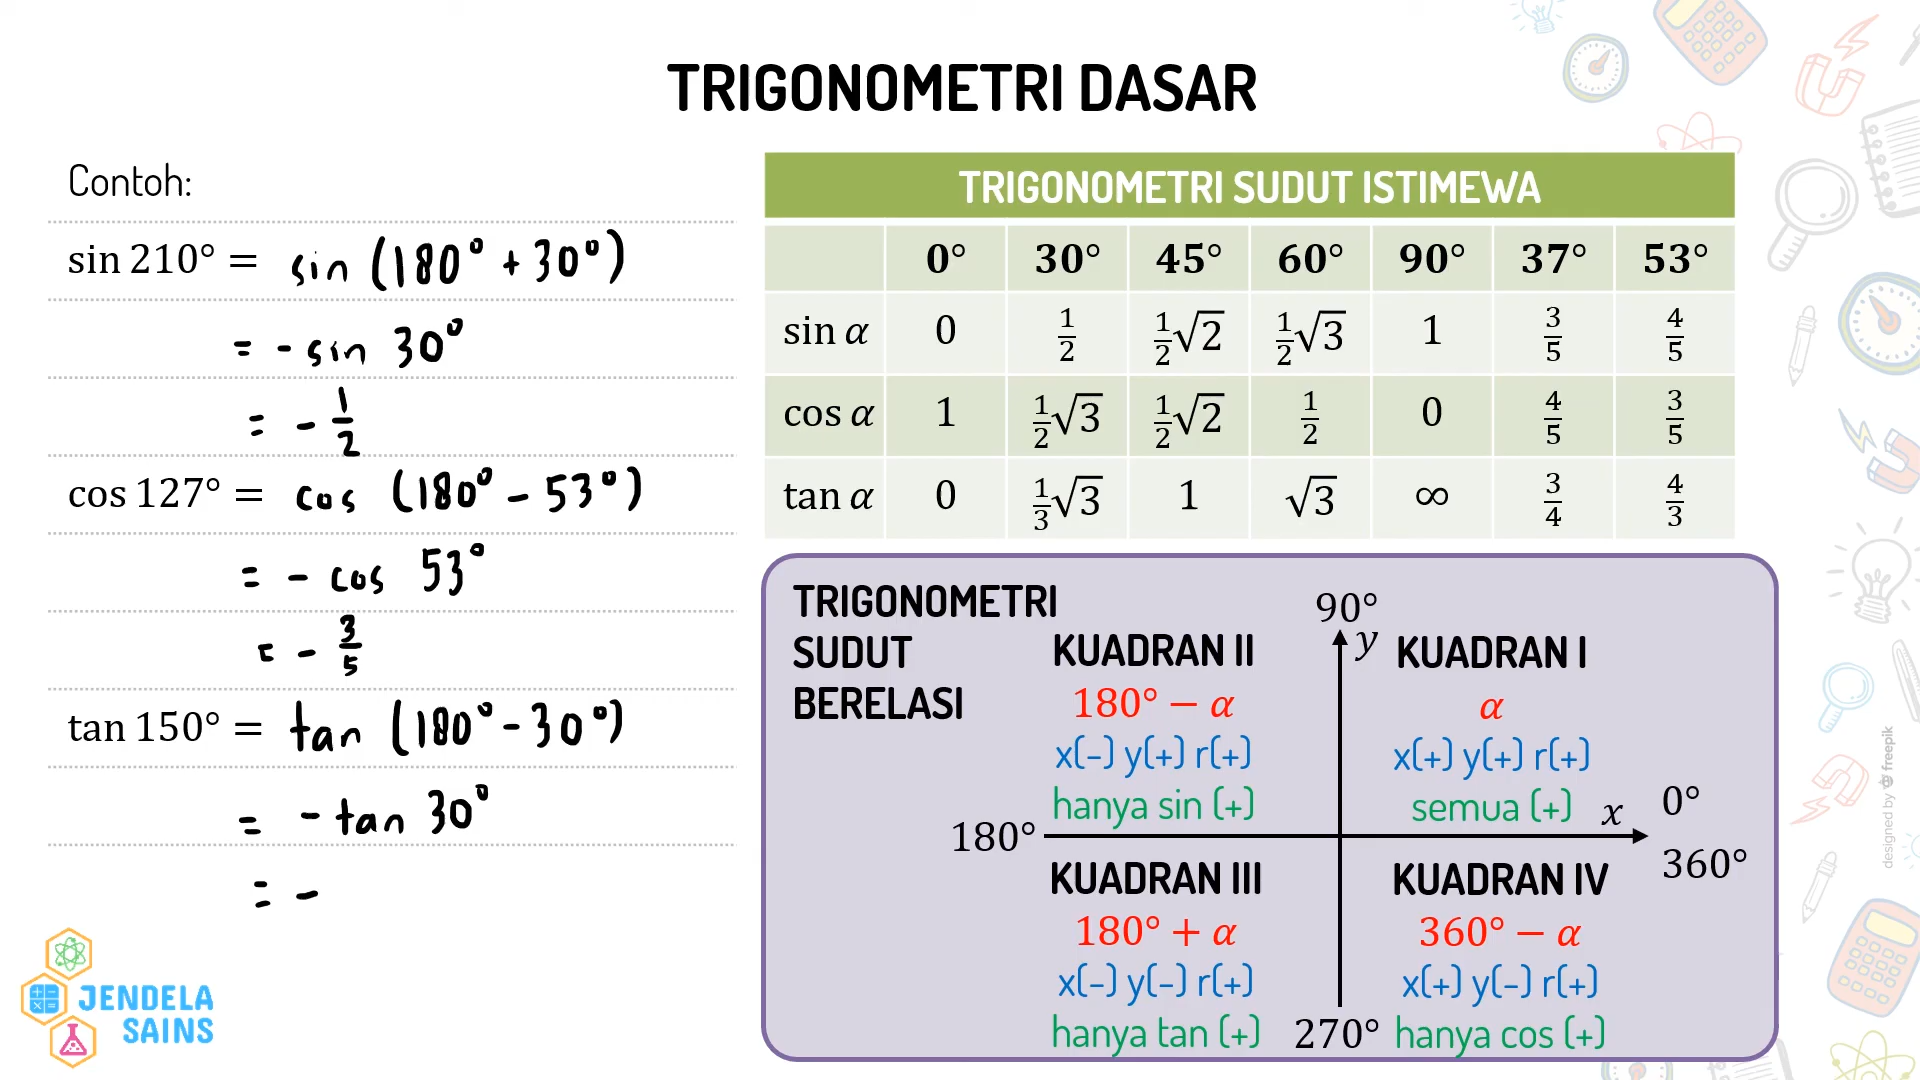 TRIGONOMETRI DASAR
Contoh:
sin 210° = sin (180° + 30°)
= - sin 30°
= - 1/2
cos 127° = cos (180° - 53°)
= - cos 53°
= - 3/5
tan 150° = tan (180° - 30°)
= - tan 30°
= -
TRIGONOMETRI SUDUT ISTIMEWA
0° 30° 45° 60° 90° 37° 53°
sin α 0 1/2 1/2√2 1/2√3 1 3/5 4/5
cos α 1 1/2√3 1/2√2 1/2 0 4/5 3/5
tan α 0 1/3√3 1 √3 ∞ 3/4 4/3
TRIGONOMETRI
SUDUT
BERELASI
90°
y
KUADRAN II
180° − α
x(-) y(+) r(+)
hanya sin (+)
KUADRAN I
α
x(+) y(+) r(+)
semua (+)
x
0°
360°
180°
KUADRAN III
180° + α
x(-) y(-) r(+)
hanya tan (+)
KUADRAN IV
360° − α
x(+) y(-) r(+)
hanya cos (+)
270°
JENDELA
SAINS
designed by freepik